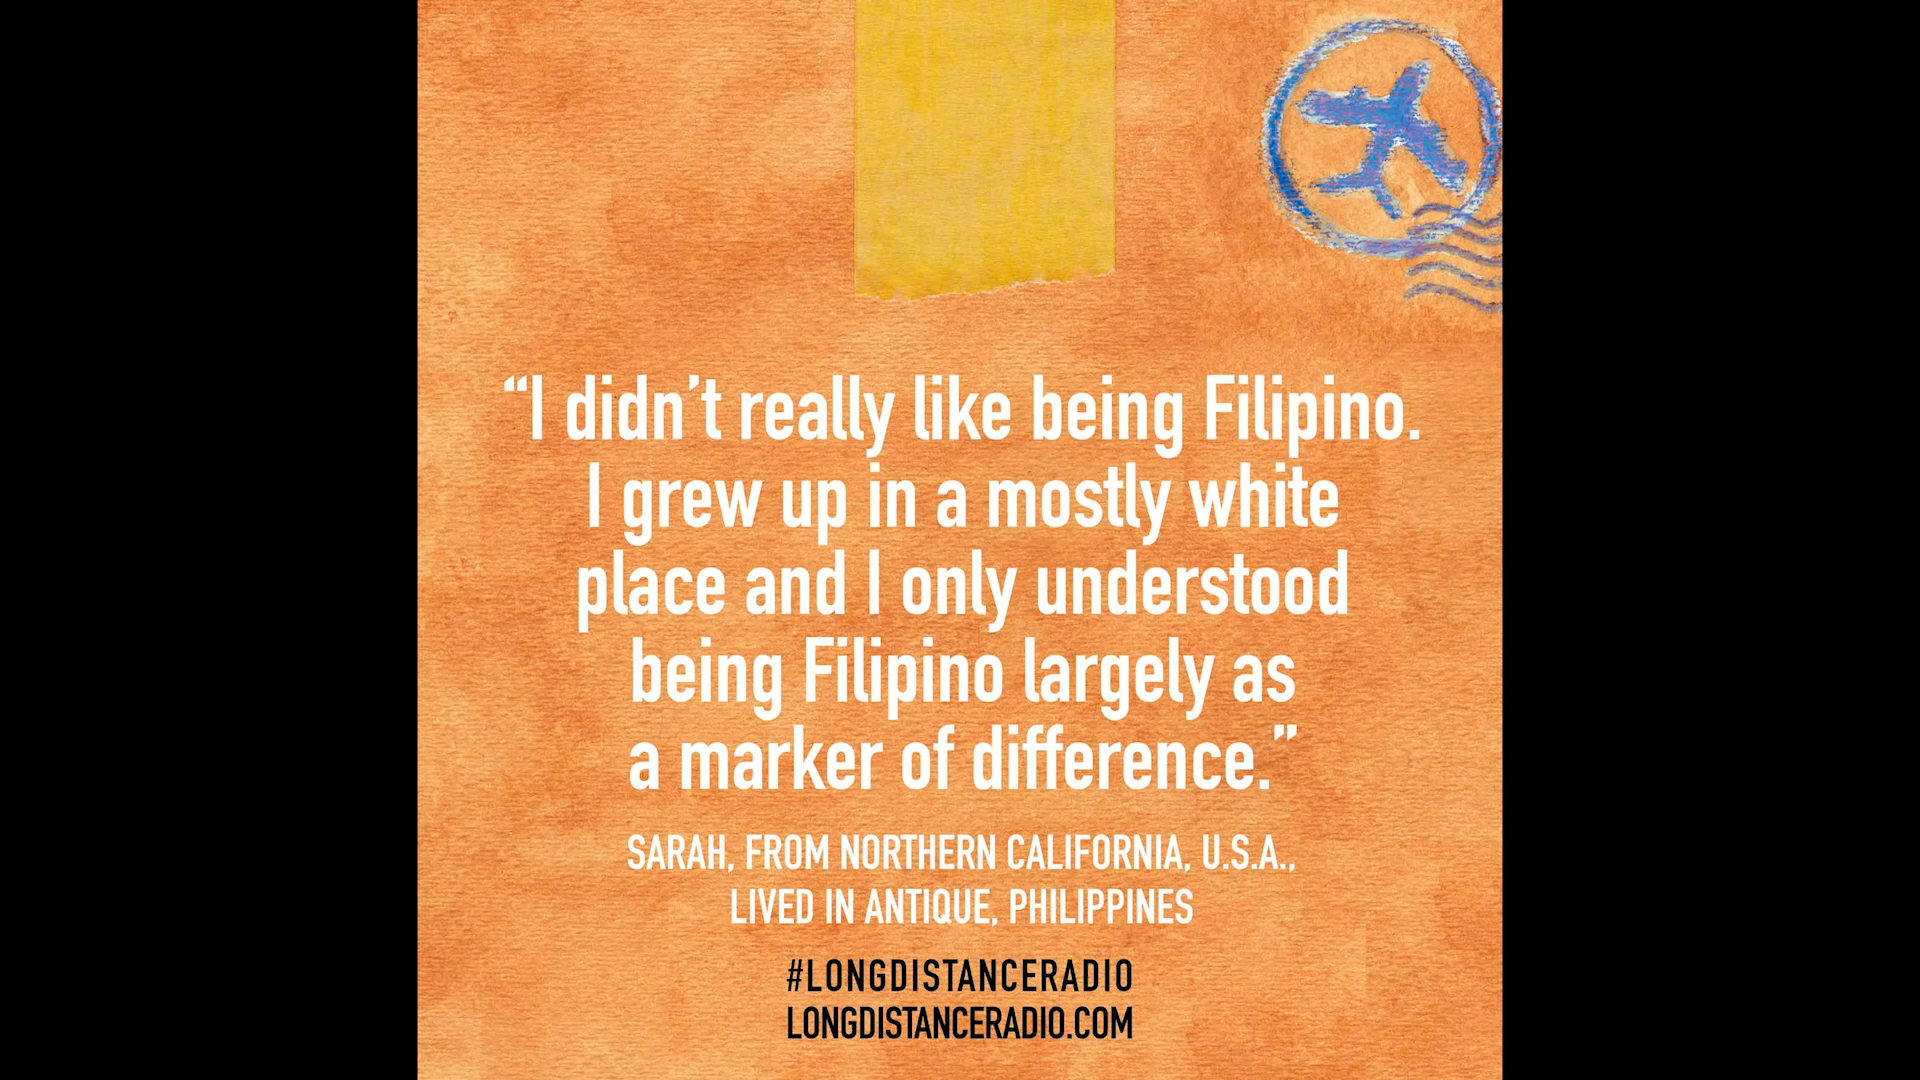 “I didn’t really like being Filipino.
I grew up in a mostly white
place and I only understood
being Filipino largely as
a marker of difference.”
SARAH, FROM NORTHERN CALIFORNIA, U.S.A.,
LIVED IN ANTIQUE, PHILIPPINES
#LONGDISTANCERADIO
LONGDISTANCERADIO.COM